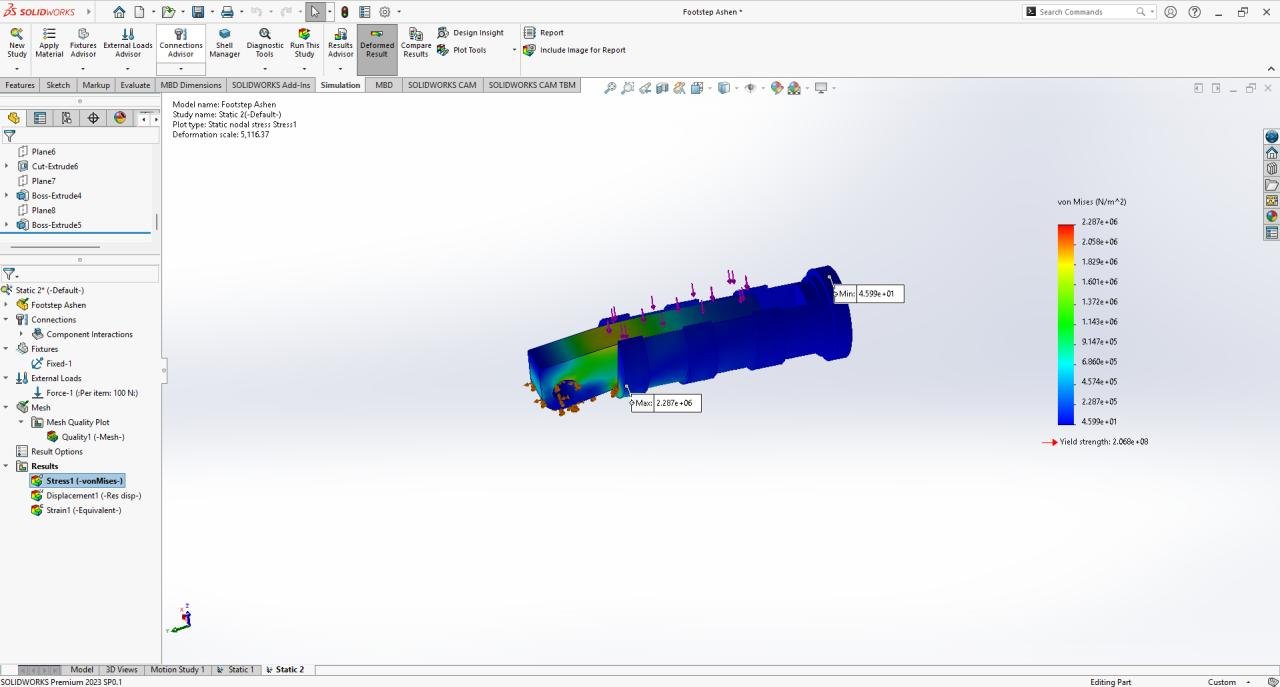 SOLIDWORKS
Footstep Ashen *
Search Commands
New Study
Apply Material
Fixtures Advisor
External Loads Advisor
Connections Advisor
Shell Manager
Diagnostic Tools
Run This Study
Results Advisor
Deformed Result
Compare Results
Design Insight
Plot Tools
Report
Include Image for Report
Features
Sketch
Markup
Evaluate
MBD Dimensions
SOLIDWORKS Add-Ins
Simulation
MBD
SOLIDWORKS CAM
SOLIDWORKS CAM TBM
Model name: Footstep Ashen
Study name: Static 2(-Default-)
Plot type: Static nodal stress Stress1
Deformation scale: 5,116.37
Plane6
Cut-Extrude6
Plane7
Boss-Extrude4
Plane8
Boss-Extrude5
Static 2* (-Default-)
Footstep Ashen
Connections
Component Interactions
Fixtures
Fixed-1
External Loads
Force-1 (:Per item: 100 N:)
Mesh
Mesh Quality Plot
Quality1 (-Mesh-)
Result Options
Results
Stress1 (-vonMises-)
Displacement1 (-Res disp-)
Strain1 (-Equivalent-)
Min: 4.599e+01
Max: 2.287e+06
von Mises (N/m^2)
2.287e+06
2.058e+06
1.829e+06
1.601e+06
1.372e+06
1.143e+06
9.147e+05
6.860e+05
4.574e+05
2.287e+05
4.599e+01
Yield strength: 2.068e+08
Model
3D Views
Motion Study 1
Static 1
Static 2
SOLIDWORKS Premium 2023 SP0.1
Editing Part
Custom